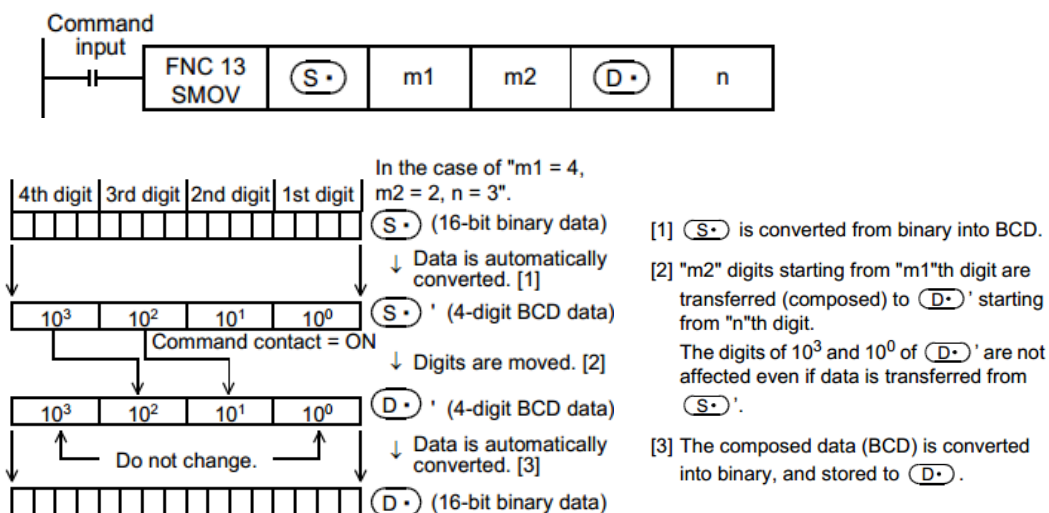 Command
input
FNC 13
SMOV
S・
m1
m2
D・
n
In the case of "m1 = 4,
m2 = 2, n = 3".
4th digit 3rd digit 2nd digit 1st digit
S・ (16-bit binary data)
↓ Data is automatically
converted. [1]
10³ 10² 10¹ 10⁰
S・ ' (4-digit BCD data)
Command contact = ON
↓ Digits are moved. [2]
10³ 10² 10¹ 10⁰
D・ ' (4-digit BCD data)
Do not change.
↓ Data is automatically
converted. [3]
D・ (16-bit binary data)
[1] S・ is converted from binary into BCD.
[2] "m2" digits starting from "m1"th digit are
transferred (composed) to D・' starting
from "n"th digit.
The digits of 10³ and 10⁰ of D・' are not
affected even if data is transferred from
S・'.
[3] The composed data (BCD) is converted
into binary, and stored to D・.